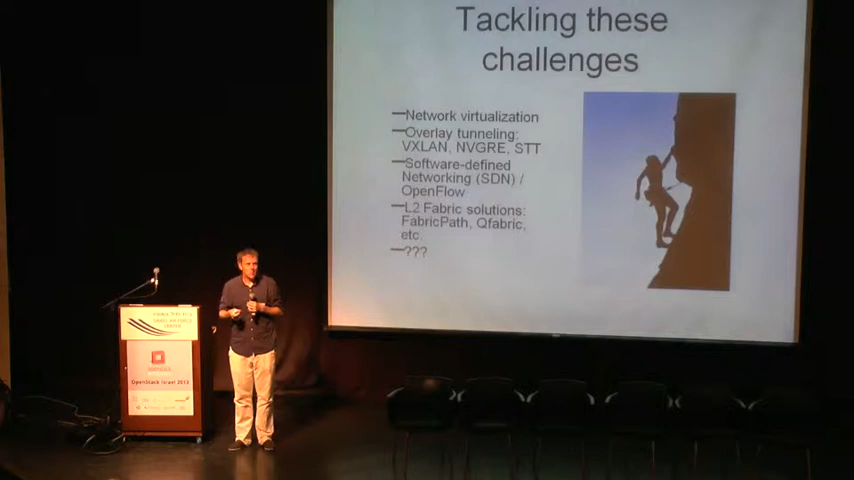 Tackling these
challenges
—Network virtualization
—Overlay tunneling:
VXLAN, NVGRE, STT
—Software-defined
Networking (SDN) /
OpenFlow
—L2 Fabric solutions:
FabricPath, Qfabric,
etc.
—???
OpenStack Israel 2013